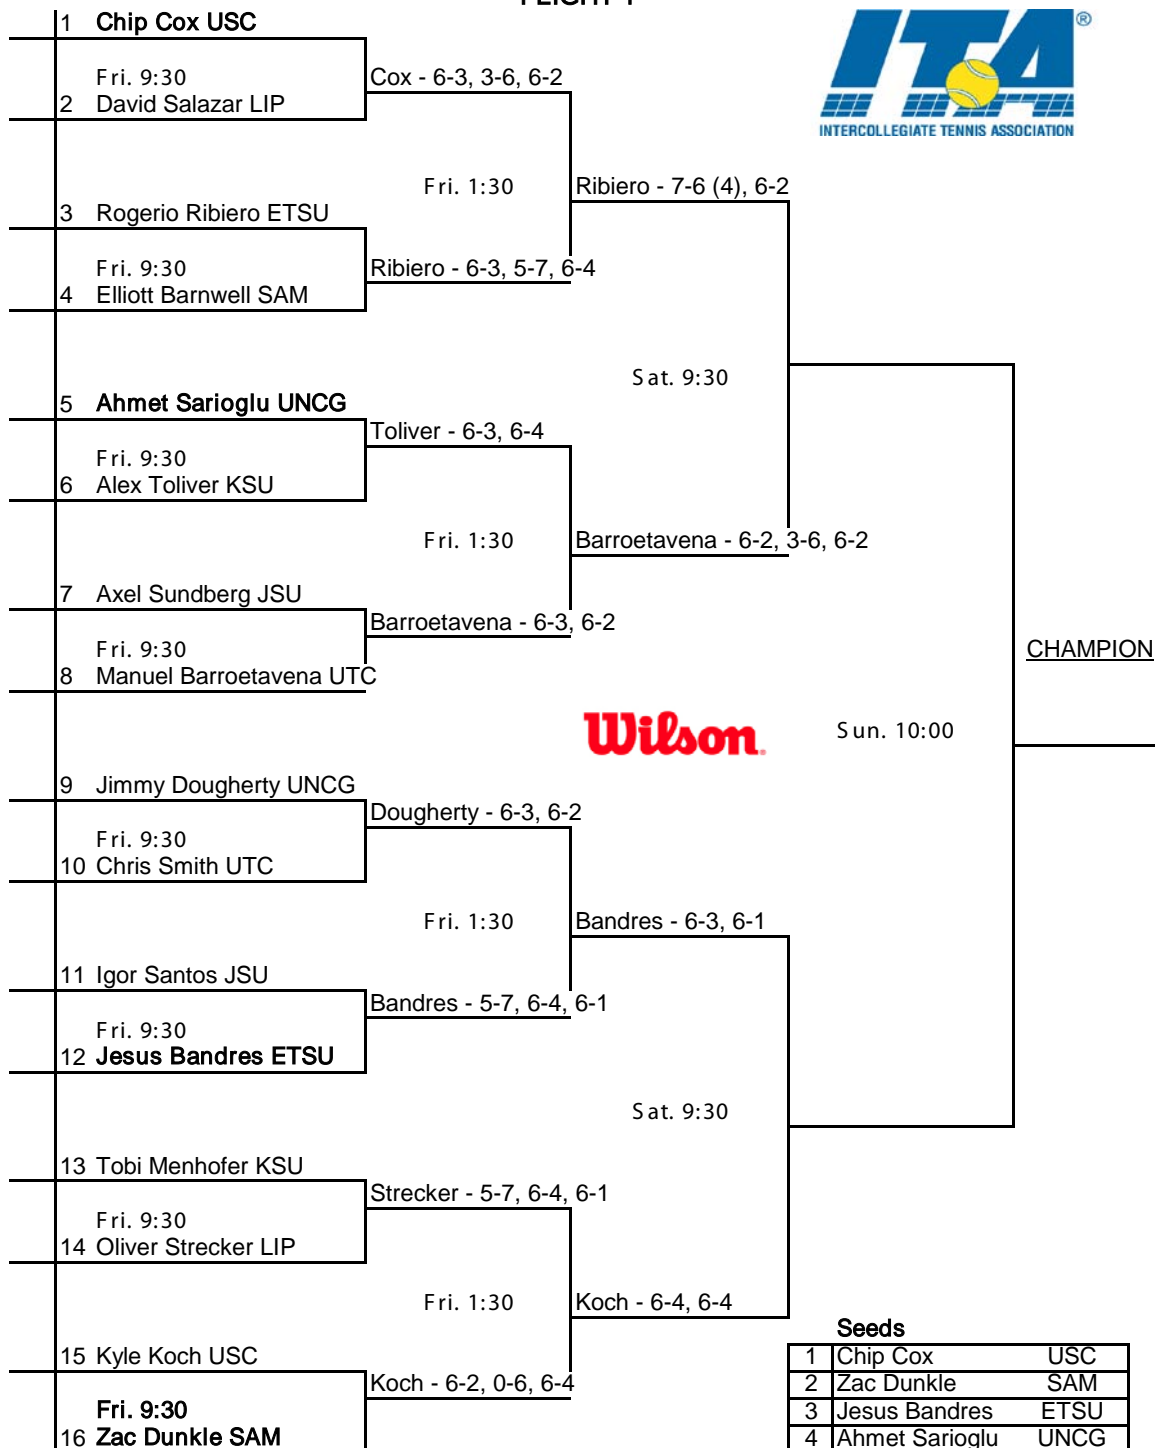 FLIGHT 1
1 Chip Cox USC
Fri. 9:30
Cox - 6-3, 3-6, 6-2
2 David Salazar LIP
ITA ®
INTERCOLLEGIATE TENNIS ASSOCIATION
Fri. 1:30
Ribiero - 7-6 (4), 6-2
3 Rogerio Ribiero ETSU
Fri. 9:30
Ribiero - 6-3, 5-7, 6-4
4 Elliott Barnwell SAM
Sat. 9:30
5 Ahmet Sarioglu UNCG
Toliver - 6-3, 6-4
Fri. 9:30
6 Alex Toliver KSU
Fri. 1:30
Barroetavena - 6-2, 3-6, 6-2
7 Axel Sundberg JSU
Barroetavena - 6-3, 6-2
Fri. 9:30
8 Manuel Barroetavena UTC
CHAMPION
Wilson.
Sun. 10:00
9 Jimmy Dougherty UNCG
Dougherty - 6-3, 6-2
Fri. 9:30
10 Chris Smith UTC
Fri. 1:30
Bandres - 6-3, 6-1
11 Igor Santos JSU
Bandres - 5-7, 6-4, 6-1
Fri. 9:30
12 Jesus Bandres ETSU
Sat. 9:30
13 Tobi Menhofer KSU
Strecker - 5-7, 6-4, 6-1
Fri. 9:30
14 Oliver Strecker LIP
Fri. 1:30
Koch - 6-4, 6-4
15 Kyle Koch USC
Koch - 6-2, 0-6, 6-4
Fri. 9:30
16 Zac Dunkle SAM
Seeds
1 Chip Cox USC
2 Zac Dunkle SAM
3 Jesus Bandres ETSU
4 Ahmet Sarioglu UNCG